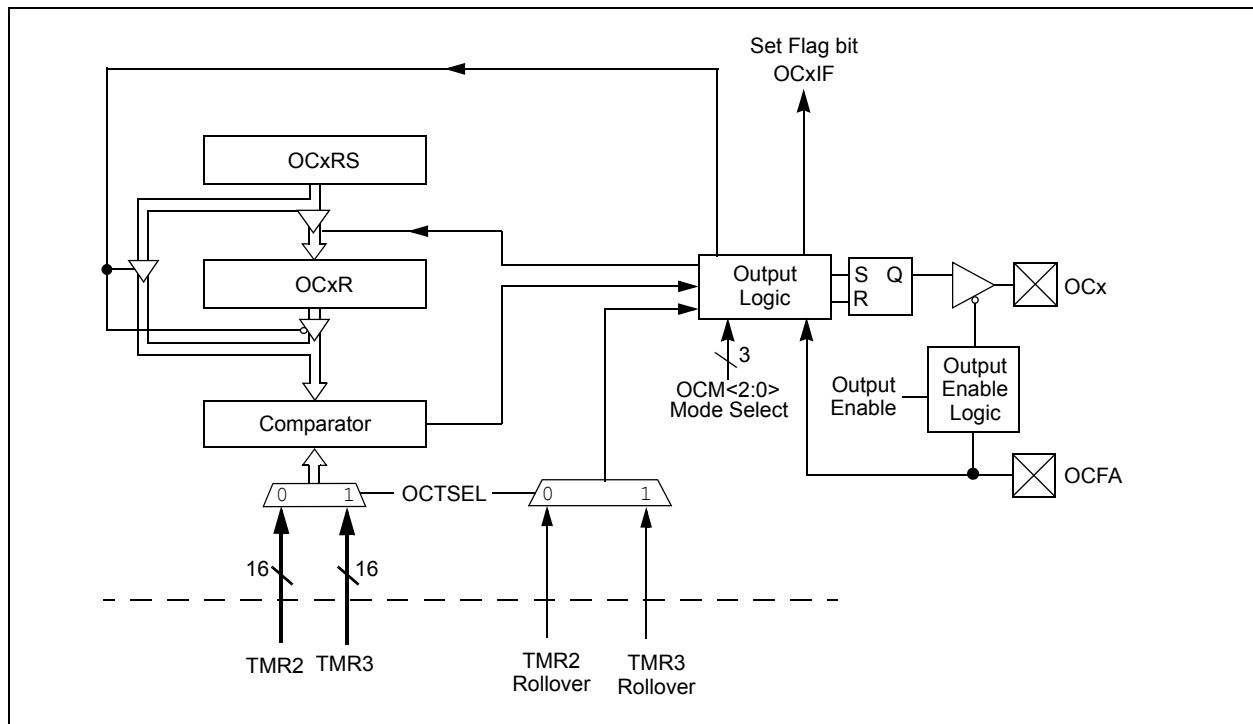 Set Flag bit
OCxIF
OCxRS
OCxR
Output
Logic
S Q
R
OCx
3
OCM<2:0>
Mode Select
Output
Enable
Output
Enable
Logic
Comparator
OCFA
0 1
OCTSEL
0 1
16
16
TMR2
TMR3
TMR2
Rollover
TMR3
Rollover